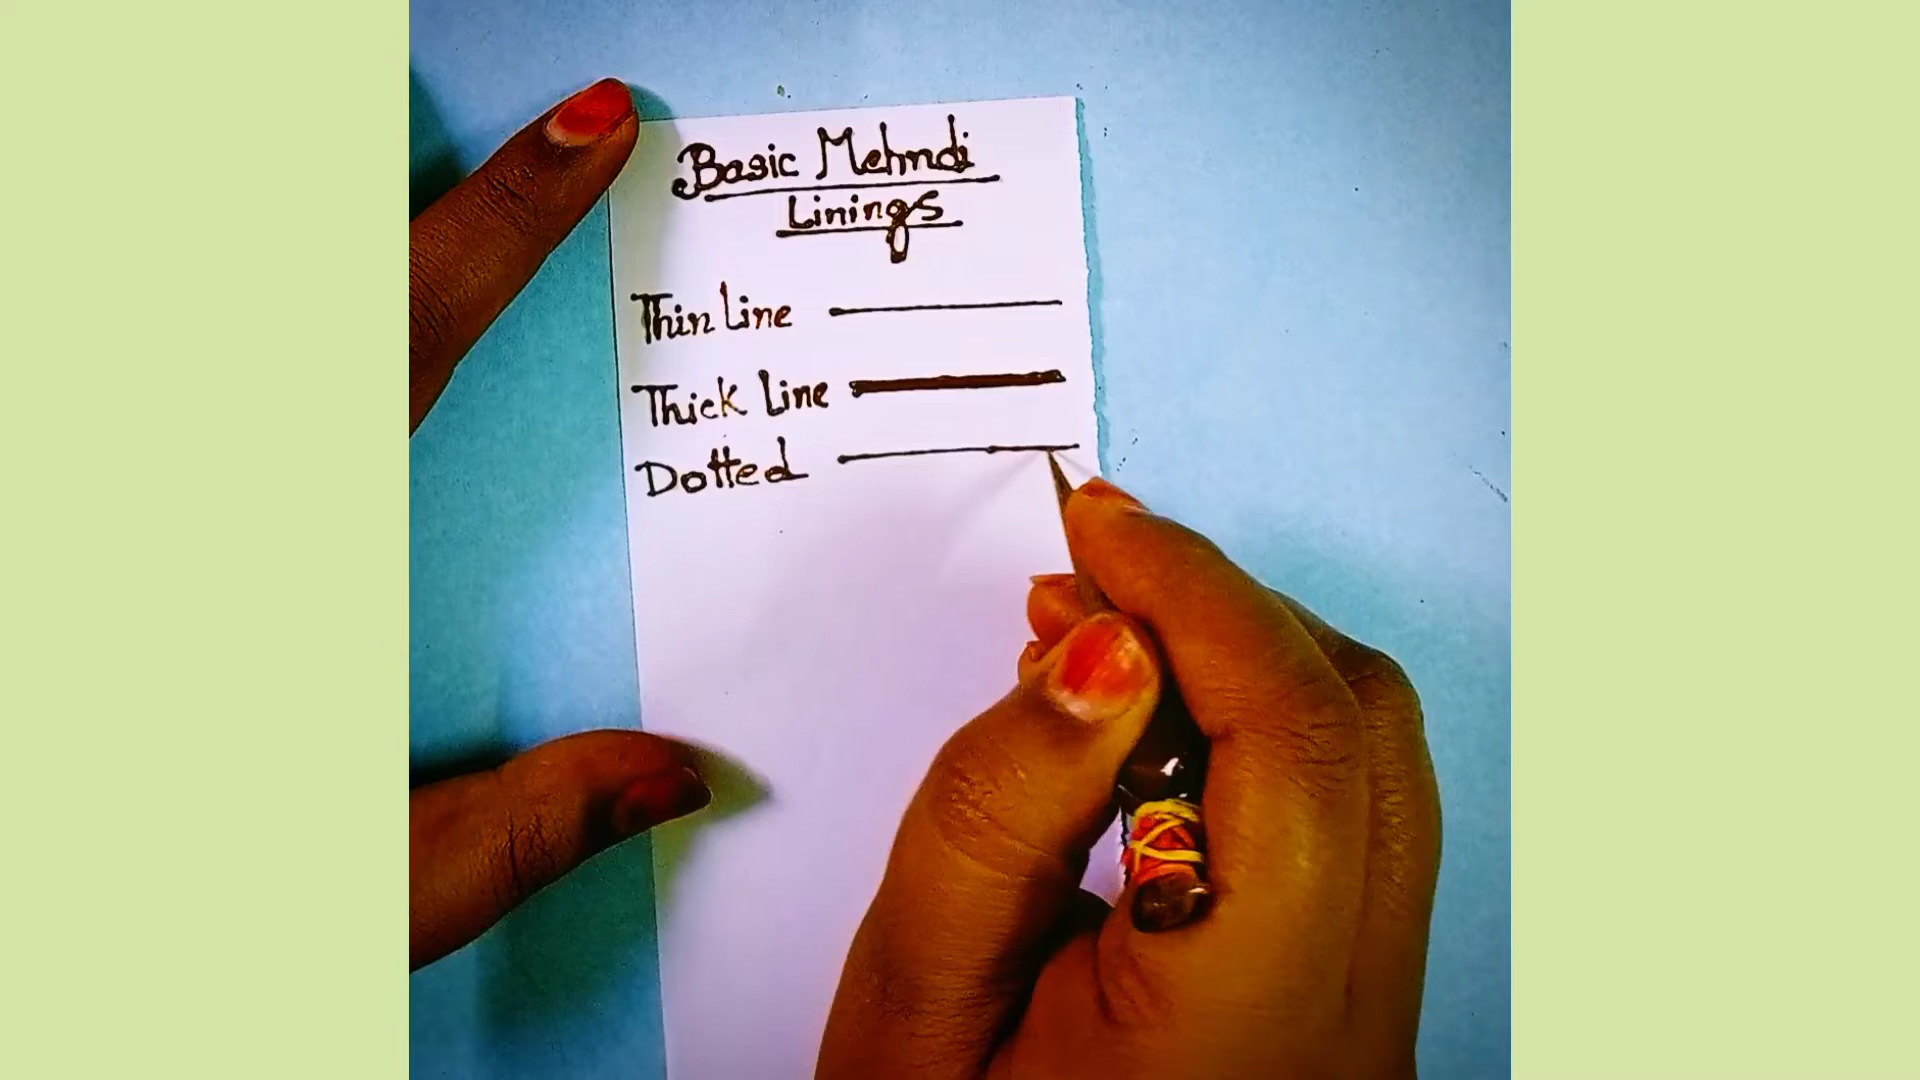 Basic Mehndi
Linings
Thin Line
Thick Line
Dotted